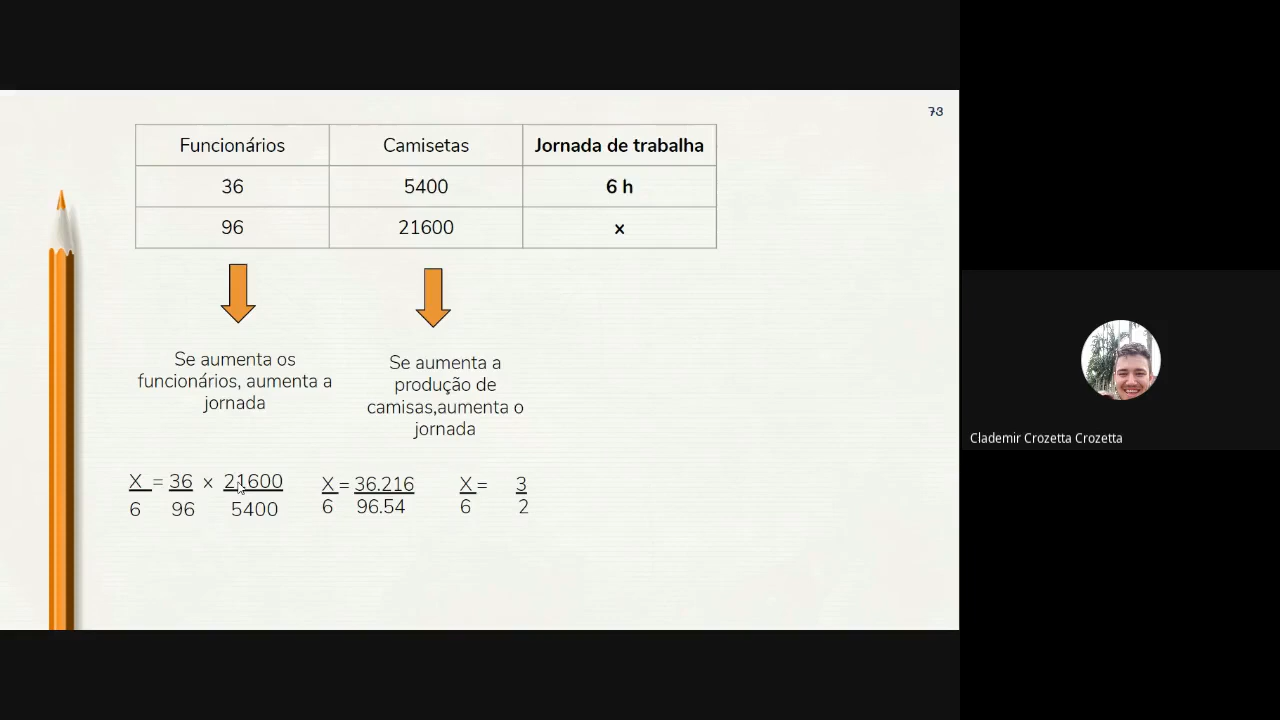 73
Funcionários Camisetas Jornada de trabalha
36 5400 6 h
96 21600 x
Se aumenta os
funcionários, aumenta a
jornada
Se aumenta a
produção de
camisas,aumenta o
jornada
X = 36 x 21600
6 96 5400
X = 36.216
6 96.54
X = 3
6 2
Clademir Crozetta Crozetta